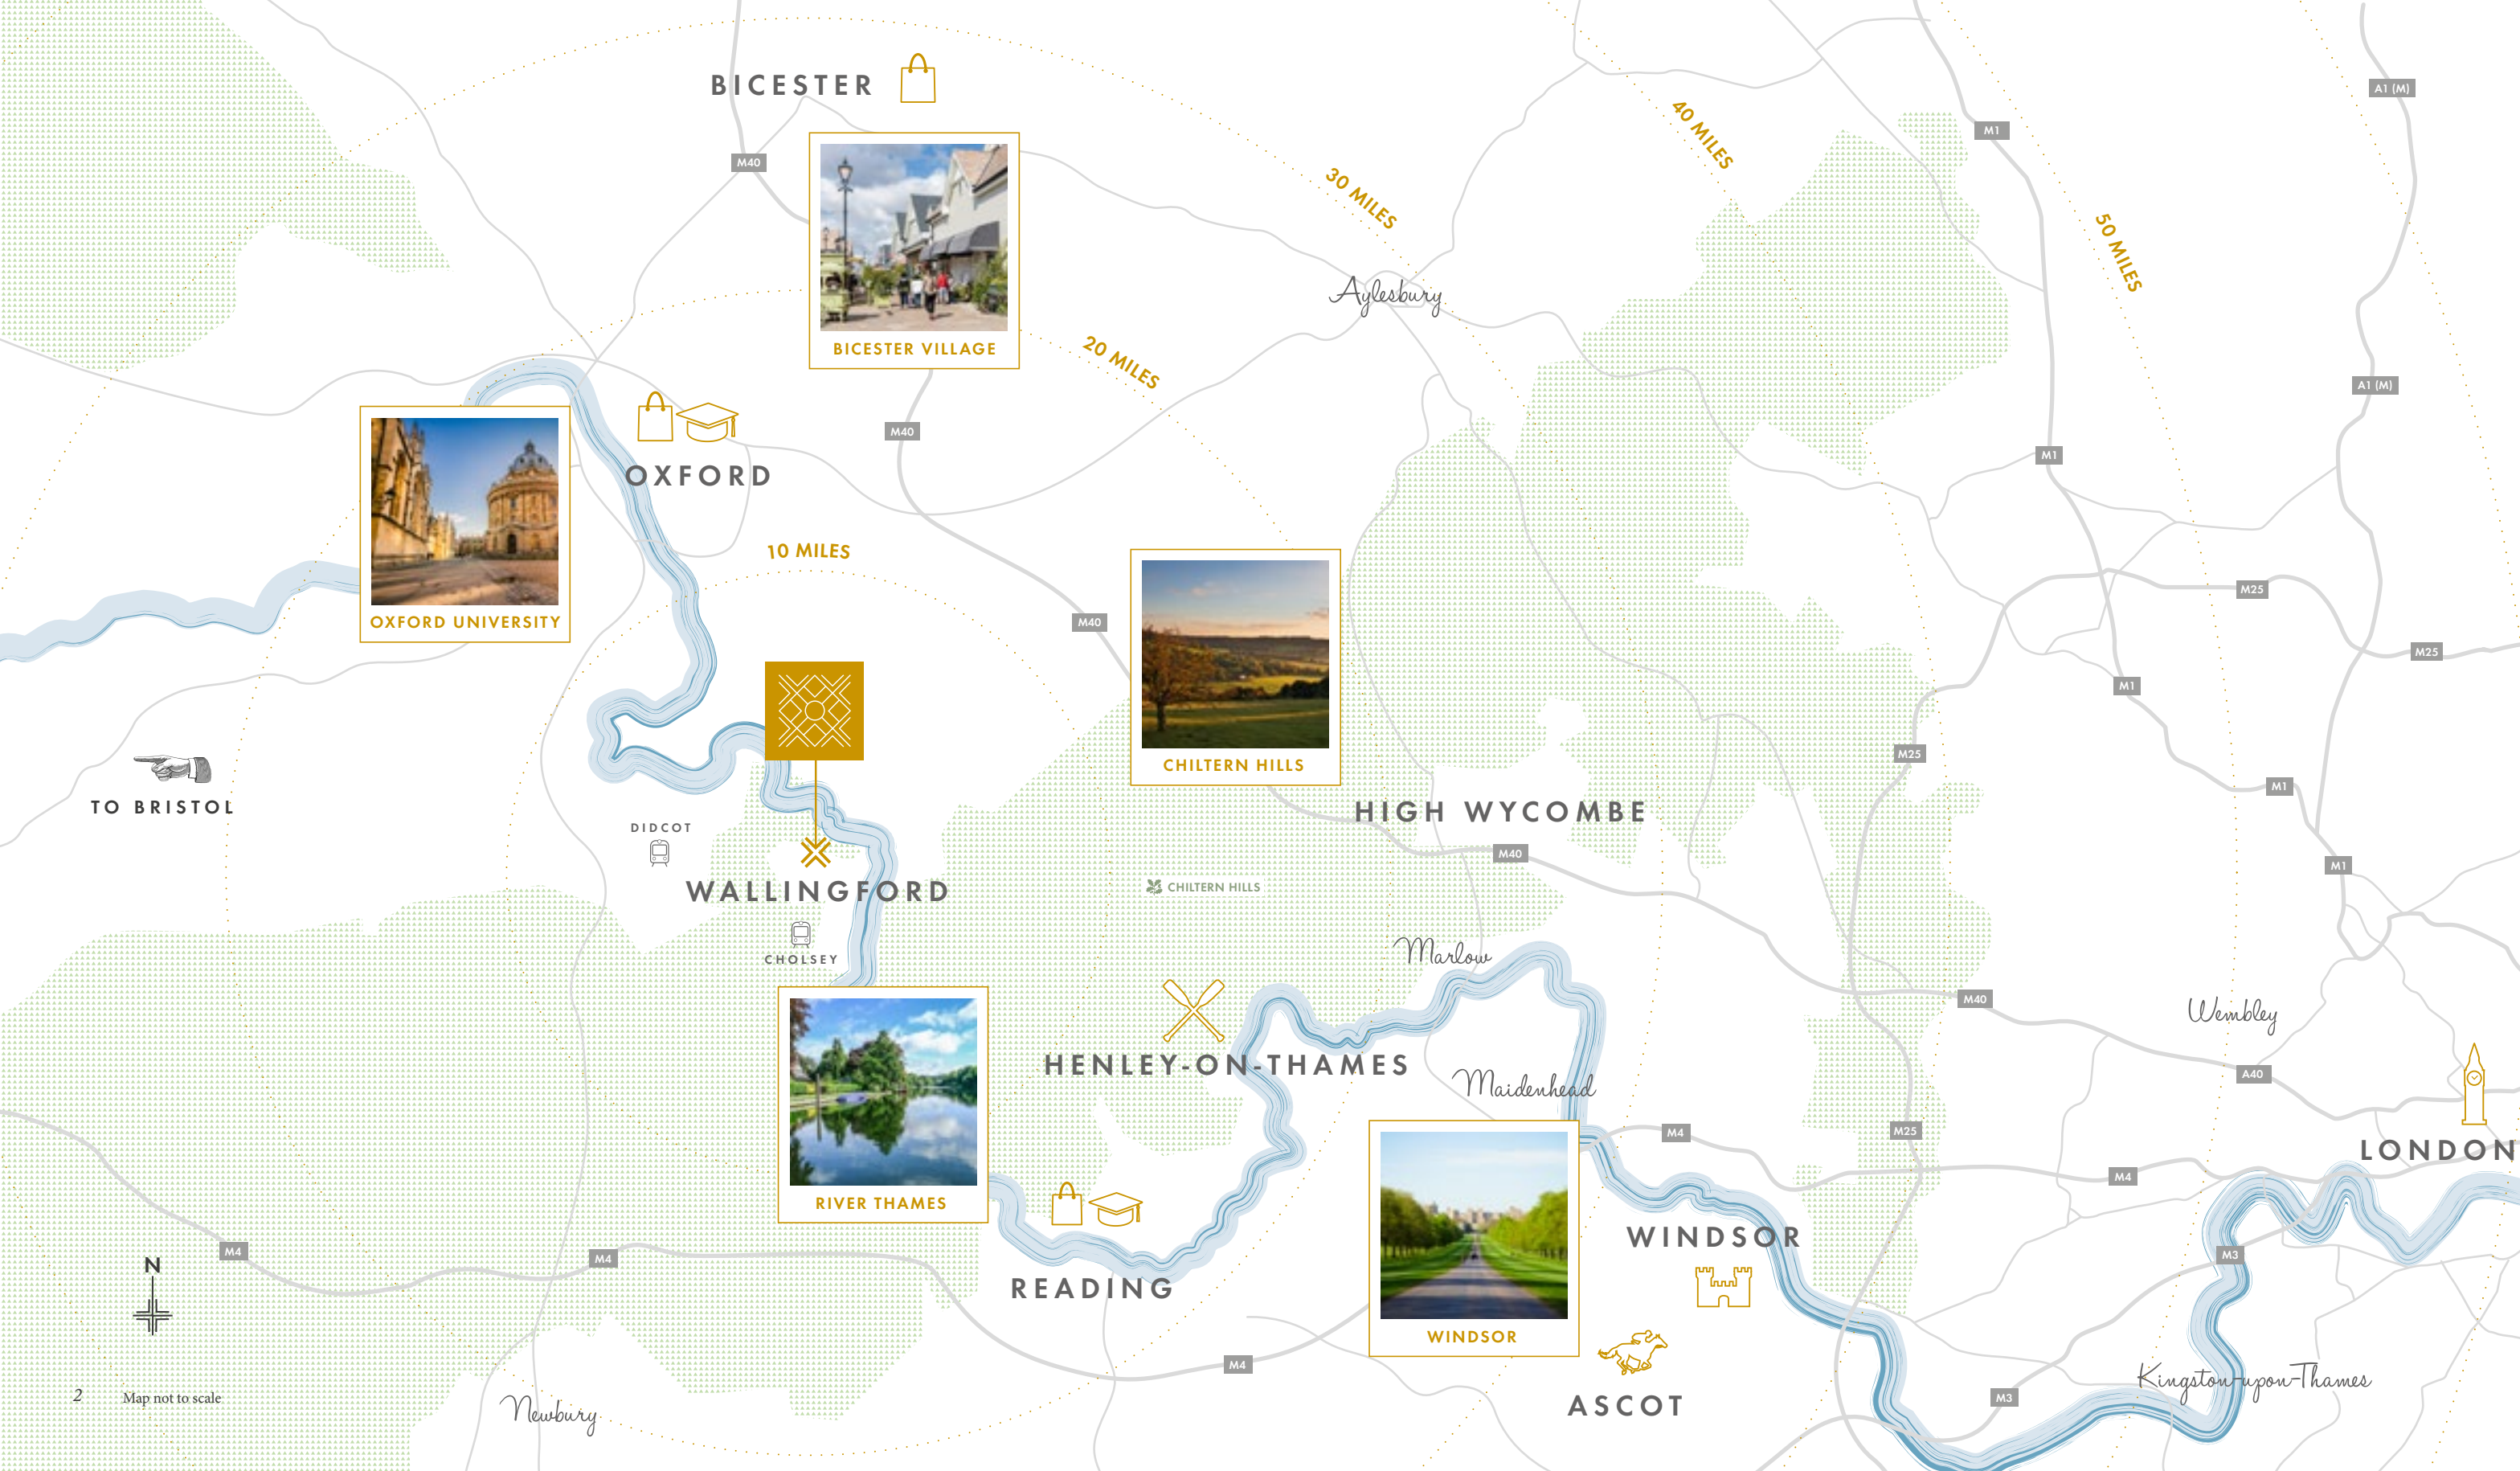 BICESTER
A1 (M)
40 MILES
M1
M40
30 MILES
50 MILES
Aylesbury
BICESTER VILLAGE
20 MILES
A1 (M)
M40
M1
OXFORD
10 MILES
M25
OXFORD UNIVERSITY
M40
M25
M1
CHILTERN HILLS
M25
M1
TO BRISTOL
HIGH WYCOMBE
DIDCOT
M40
M1
WALLINGFORD
CHILTERN HILLS
CHOLSEY
Marlow
M40
Wembley
HENLEY-ON-THAMES
A40
Maidenhead
M4
M25
LONDON
M4
RIVER THAMES
WINDSOR
M4
M4
M3
N
READING
WINDSOR
M4
Kingston-upon-Thames
2
Map not to scale
M3
ASCOT
Newbury